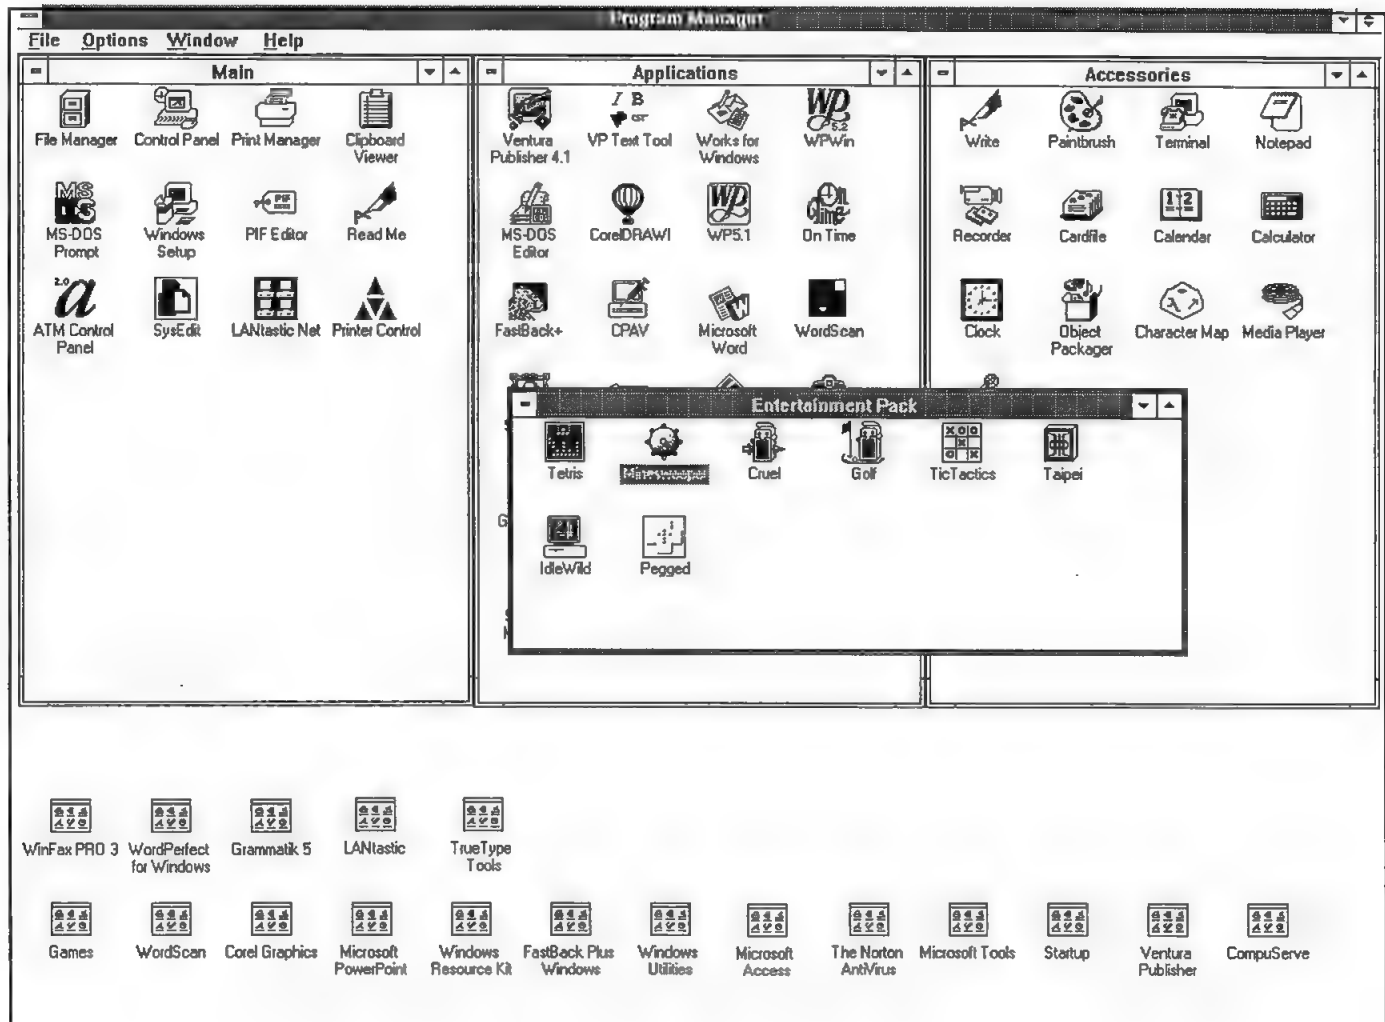 Program Manager
File Options Window Help
Main
File Manager Control Panel Print Manager Clipboard Viewer
MS-DOS Prompt Windows Setup PIF Editor Read Me
ATM Control Panel SysEdit LANtastic Net Printer Control
Applications
Ventura Publisher 4.1 VP Text Tool Works for Windows WPWin
MS-DOS Editor CorelDRAW! WP5.1 On Time
FastBack+ CPAV Microsoft Word WordScan
Accessories
Write Paintbrush Terminal Notepad
Recorder Cardfile Calendar Calculator
Clock Object Packager Character Map Media Player
Entertainment Pack
Tetris Minesweeper Cruel Golf TicTactics Taipei
IdleWild Pegged
WinFax PRO 3 WordPerfect for Windows Grammatik 5 LANtastic TrueType Tools
Games WordScan Corel Graphics Microsoft PowerPoint Windows Resource Kit FastBack Plus Windows Windows Utilities Microsoft Access The Norton AntiVirus Microsoft Tools Startup Ventura Publisher CompuServe